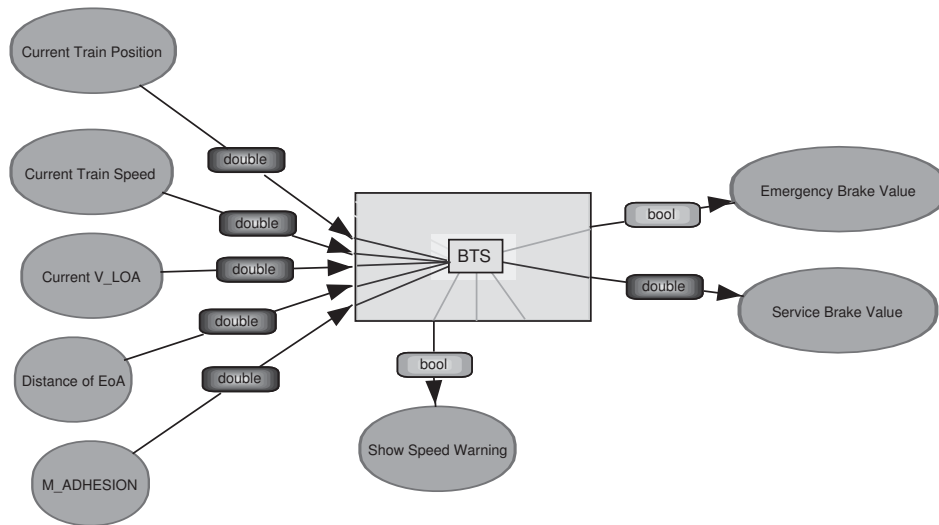 Current Train Position
double
Current Train Speed
double
Current V_LOA
double
double
Distance of EoA
double
M_ADHESION
BTS
bool
Emergency Brake Value
double
Service Brake Value
bool
Show Speed Warning